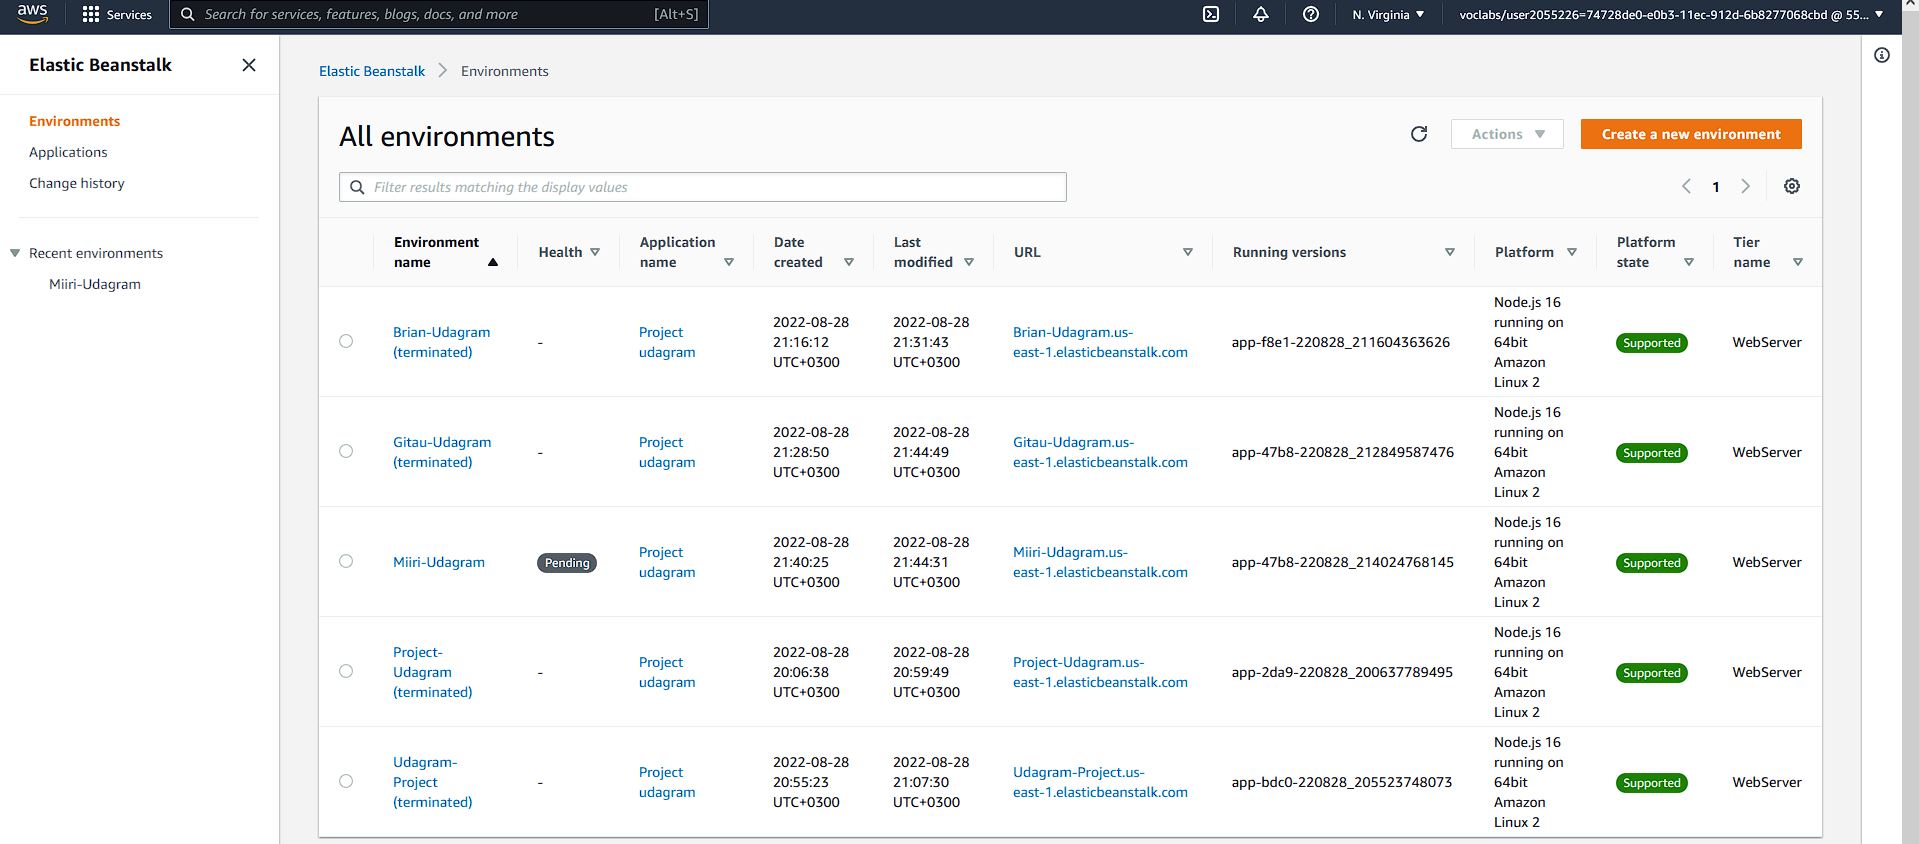 aws
Services
Search for services, features, blogs, docs, and more
[Alt+S]
N. Virginia
voclabs/user2055226=74728de0-e0b3-11ec-912d-6b8277068cbd @ 55...
Elastic Beanstalk
Environments
Applications
Change history
Recent environments
Miiri-Udagram
Elastic Beanstalk
Environments
All environments
Actions
Create a new environment
Filter results matching the display values
1
Environment
name
Health
Application
name
Date
created
Last
modified
URL
Running versions
Platform
Platform
state
Tier
name
Brian-Udagram
(terminated)
-
Project
udagram
2022-08-28
21:16:12
UTC+0300
2022-08-28
21:31:43
UTC+0300
Brian-Udagram.us-
east-1.elasticbeanstalk.com
app-f8e1-220828_211604363626
Node.js 16
running on
64bit
Amazon
Linux 2
Supported
WebServer
Gitau-Udagram
(terminated)
-
Project
udagram
2022-08-28
21:28:50
UTC+0300
2022-08-28
21:44:49
UTC+0300
Gitau-Udagram.us-
east-1.elasticbeanstalk.com
app-47b8-220828_212849587476
Node.js 16
running on
64bit
Amazon
Linux 2
Supported
WebServer
Miiri-Udagram
Pending
Project
udagram
2022-08-28
21:40:25
UTC+0300
2022-08-28
21:44:31
UTC+0300
Miiri-Udagram.us-
east-1.elasticbeanstalk.com
app-47b8-220828_214024768145
Node.js 16
running on
64bit
Amazon
Linux 2
Supported
WebServer
Project-
Udagram
(terminated)
-
Project
udagram
2022-08-28
20:06:38
UTC+0300
2022-08-28
20:59:49
UTC+0300
Project-Udagram.us-
east-1.elasticbeanstalk.com
app-2da9-220828_200637789495
Node.js 16
running on
64bit
Amazon
Linux 2
Supported
WebServer
Udagram-
Project
(terminated)
-
Project
udagram
2022-08-28
20:55:23
UTC+0300
2022-08-28
21:07:30
UTC+0300
Udagram-Project.us-
east-1.elasticbeanstalk.com
app-bdc0-220828_205523748073
Node.js 16
running on
64bit
Amazon
Linux 2
Supported
WebServer